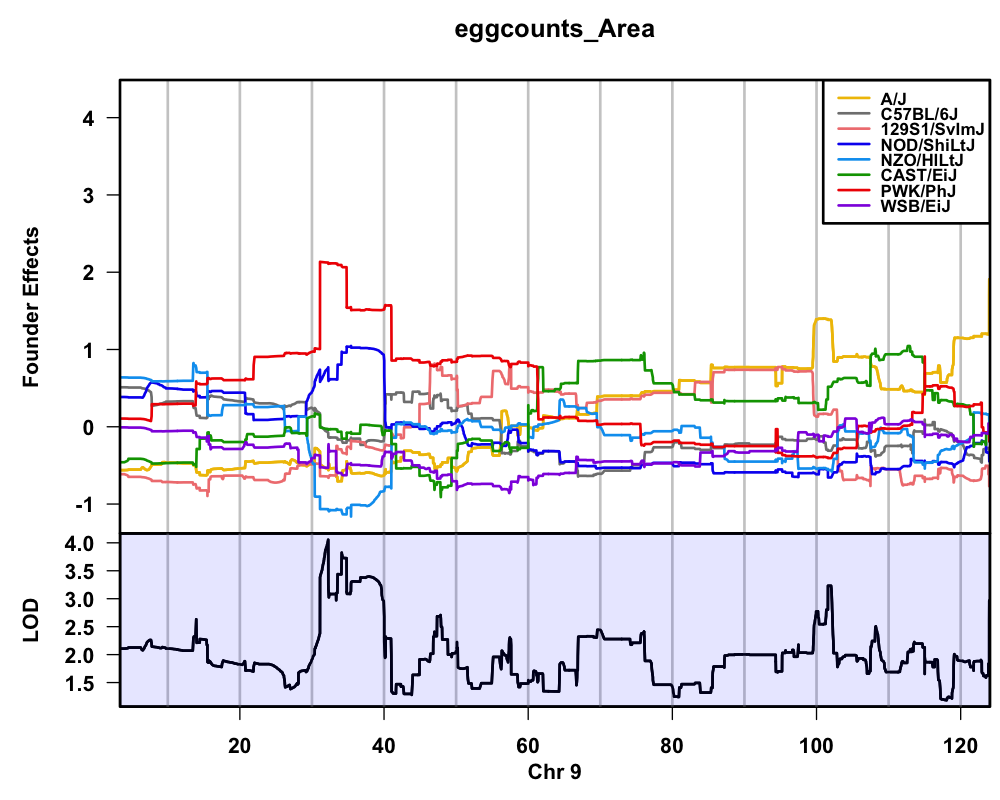 eggcounts_Area
Founder Effects
4
3
2
1
0
-1
A/J
C57BL/6J
129S1/SvImJ
NOD/ShiLtJ
NZO/HILtJ
CAST/EiJ
PWK/PhJ
WSB/EiJ
LOD
4.0
3.5
3.0
2.5
2.0
1.5
20 40 60 80 100 120
Chr 9